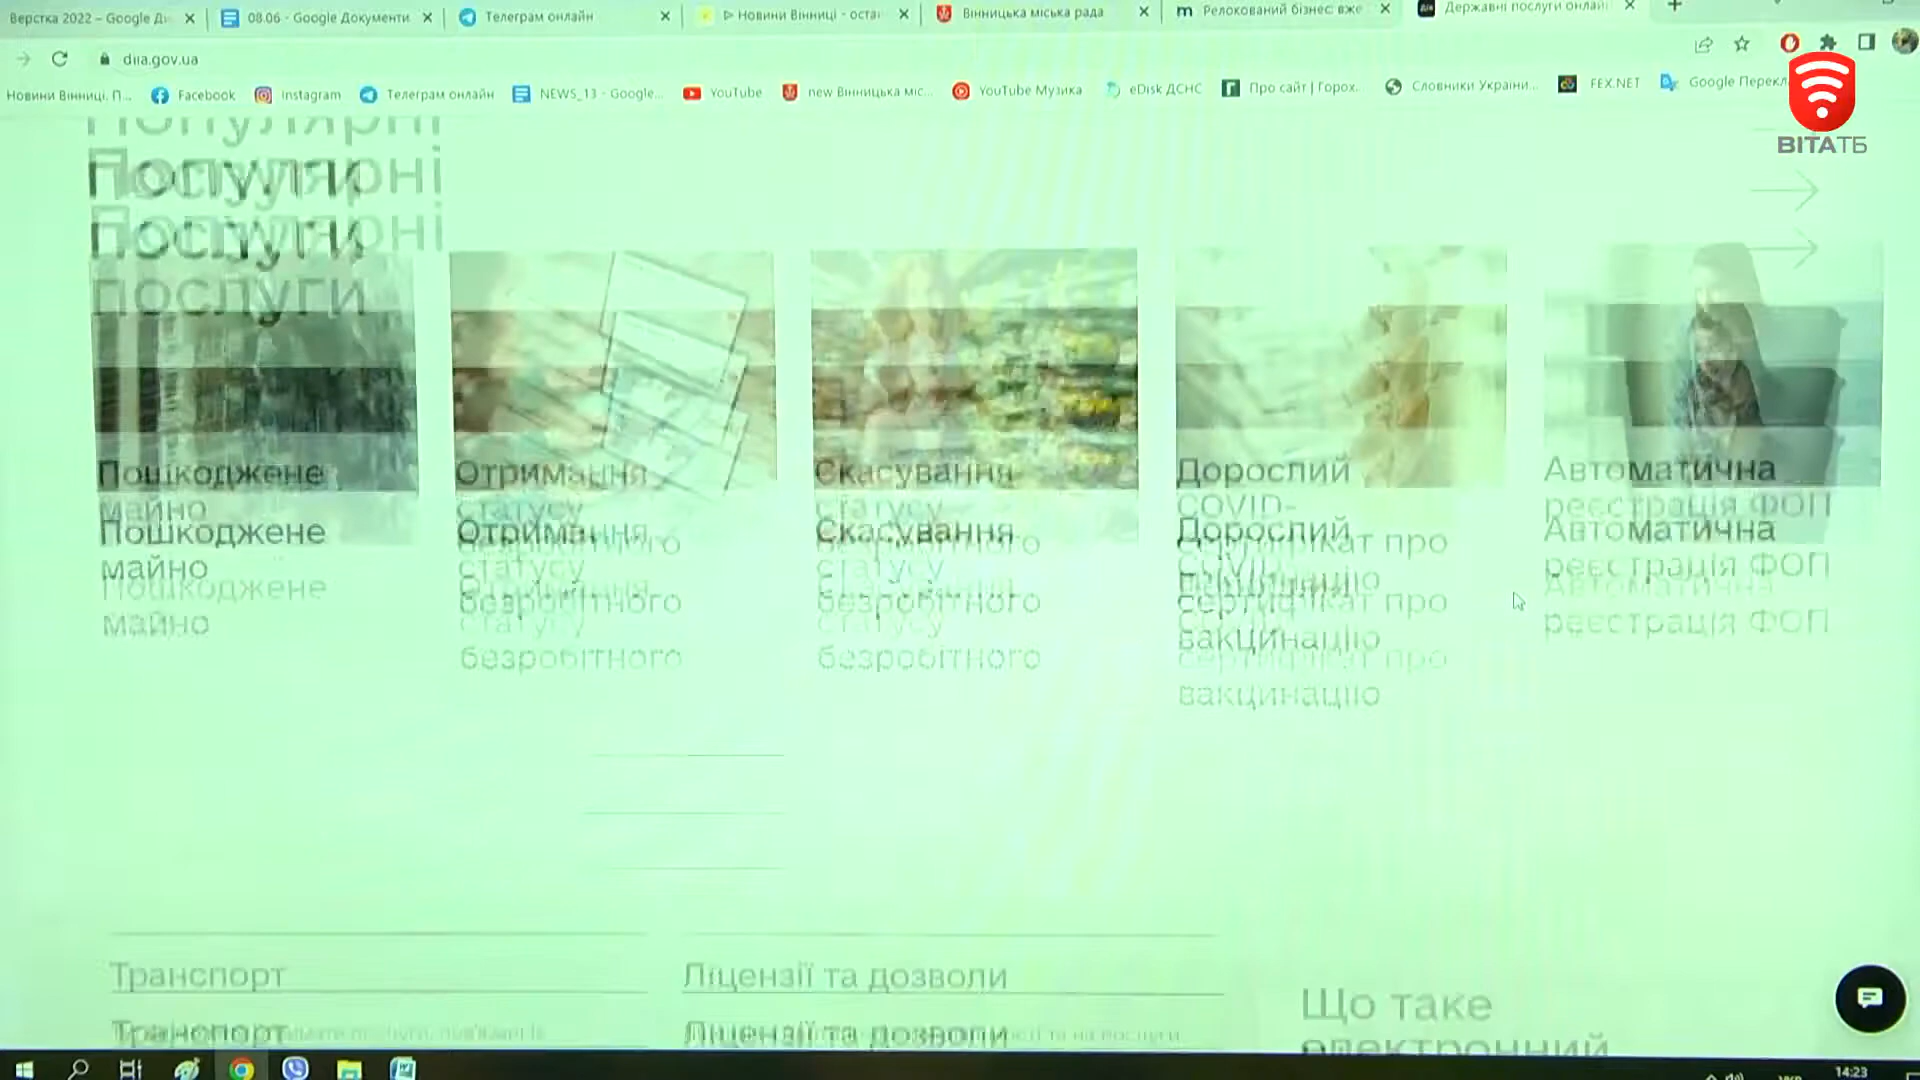 Верстка 2022 – Google Ди
08.06 - Google Документи
Телеграм онлайн
Новини Вінниці - оста
Вінницька міська рада
Релокований бізнес вже
Державні послуги онлай
diia.gov.ua
Новини Вінниці. П...
Facebook
Instagram
Телеграм онлайн
NEWS_13 - Google...
YouTube
new Вінницька міс...
YouTube Музика
eDisk ДСНС
Про сайт | Горох...
Словники України...
FEX.NET
Google Перекл
ВІТАТБ
Популярні
послуги
Пошкоджене
майно
Отримання
статусу
безробітного
Скасування
статусу
безробітного
Дорослий
COVID-
сертифікат про
вакцинацію
Автоматична
реєстрація ФОП
Транспорт
Ліцензії та дозволи
Що таке
електронний
14:23